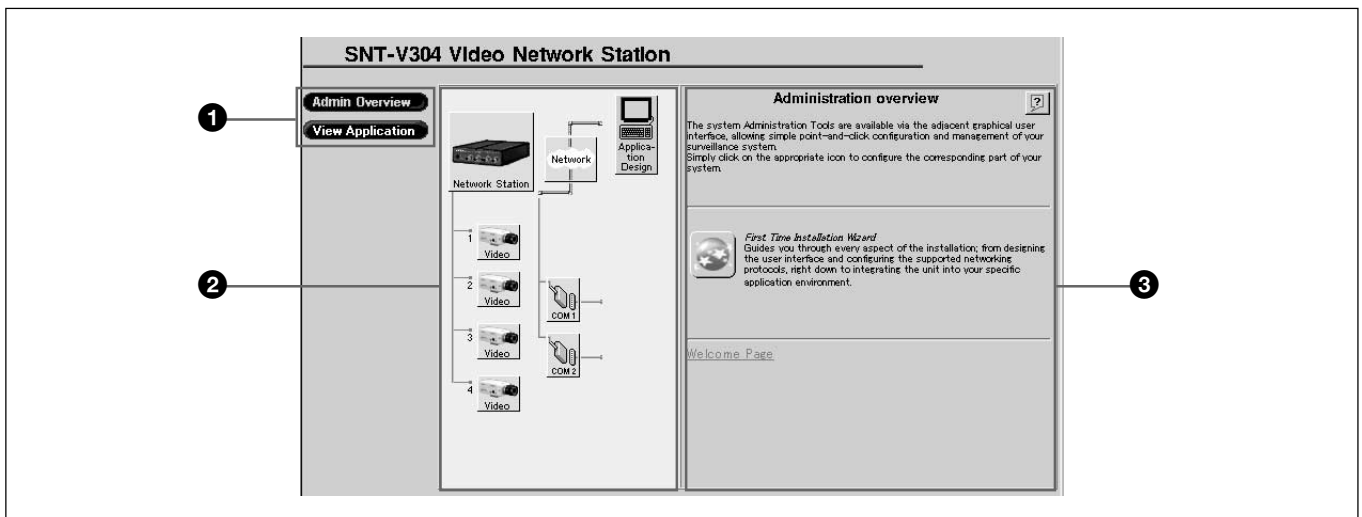 SNT-V304 Video Network Station
1
Admin Overview
View Application
2
Network Station
Network
Applica-
tion
Design
1
Video
2
Video
3
Video
4
Video
COM 1
COM 2
3
Administration overview
?
The system Administration Tools are available via the adjacent graphical user
interface, allowing simple point-and-click configuration and management of your
surveillance system.
Simply click on the appropriate icon to configure the corresponding part of your
system.
First Time Installation Wizard
Guides you through every aspect of the installation; from designing
the user interface and configuring the supported networking
protocols, right down to integrating the unit into your specific
application environment.
Welcome Page